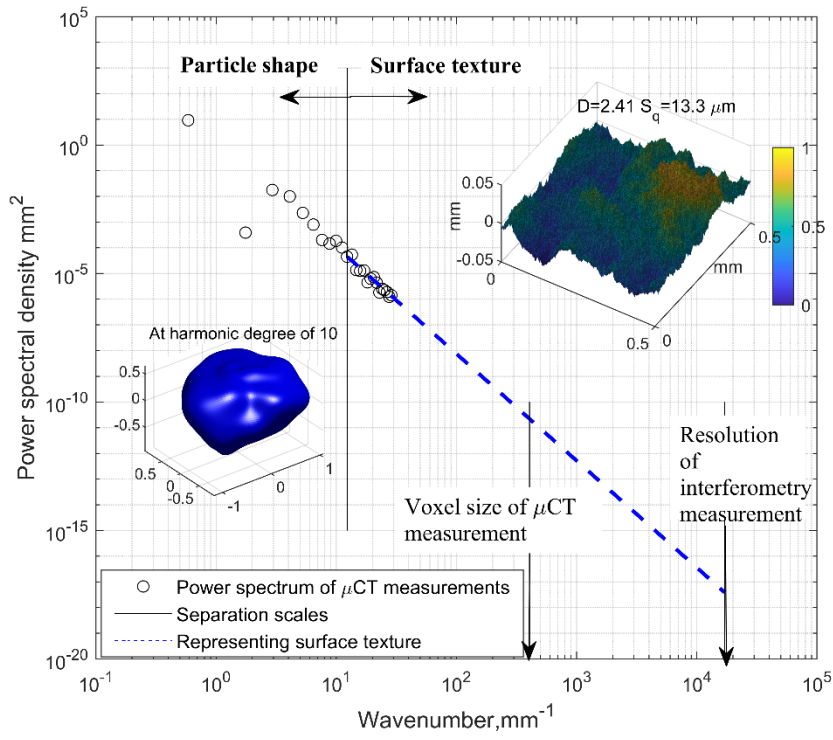 10^5
10^0
10^-5
10^-10
10^-15
10^-20
Power spectral density mm^2
Particle shape
Surface texture
D=2.41 S_q=13.3 μm
0.05
0
-0.05
mm
0
0.5
0
0.5
mm
1
0.5
0
At harmonic degree of 10
0.5
0
-0.5
0.5
0
-0.5
-1
0
1
Voxel size of μCT
measurement
Resolution
of
interferometry
measurement
Power spectrum of μCT measurements
Separation scales
Representing surface texture
10^-1
10^0
10^1
10^2
10^3
10^4
10^5
Wavenumber,mm^-1